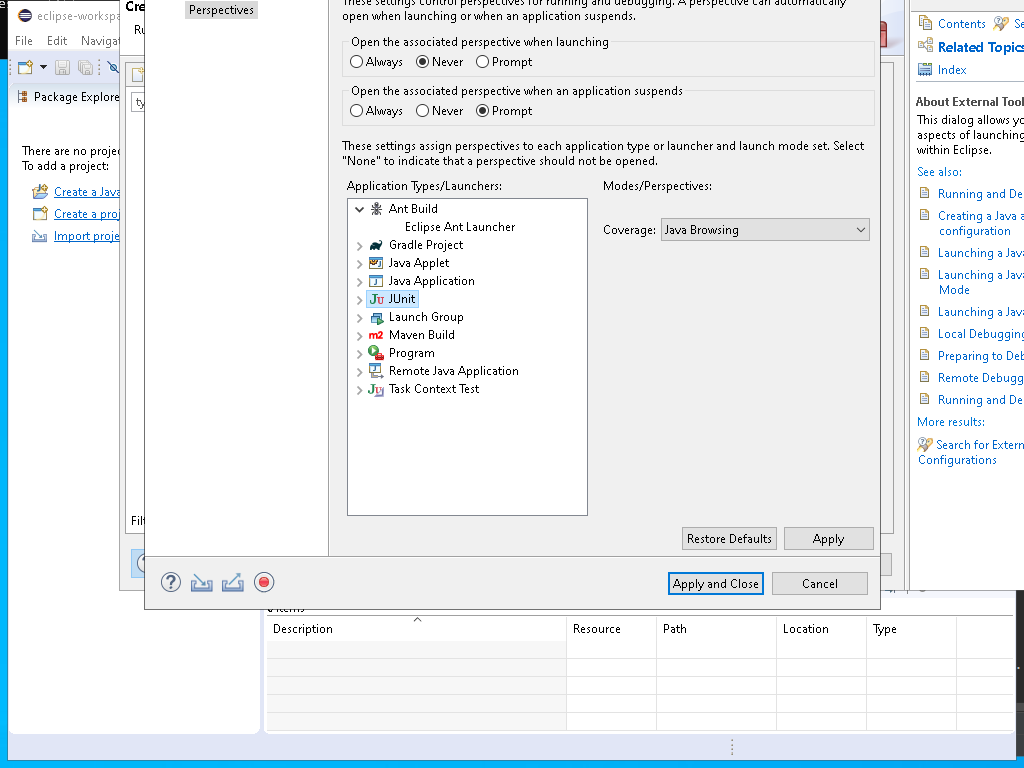 eclipse-workspa
File Edit Navigat
Package Explore
There are no projec
To add a project:
Create a Java
Create a proj
Import proje
Cre
Ru
ty
Filt
Perspectives
These settings control perspectives for running and debugging. A perspective can automatically
open when launching or when an application suspends.
Open the associated perspective when launching
Always Never Prompt
Open the associated perspective when an application suspends
Always Never Prompt
These settings assign perspectives to each application type or launcher and launch mode set. Select
"None" to indicate that a perspective should not be opened.
Application Types/Launchers:
Modes/Perspectives:
Ant Build
Eclipse Ant Launcher
Gradle Project
Java Applet
Java Application
JUnit
Launch Group
Maven Build
Program
Remote Java Application
Task Context Test
Coverage: Java Browsing
Restore Defaults Apply
Apply and Close Cancel
Contents Se
Related Topics
Index
About External Tool
This dialog allows yo
aspects of launching
within Eclipse.
See also:
Running and De
Creating a Java a
configuration
Launching a Java
Launching a Java
Mode
Launching a Java
Local Debugging
Preparing to Deb
Remote Debugg
Running and De
More results:
Search for Extern
Configurations
Description Resource Path Location Type